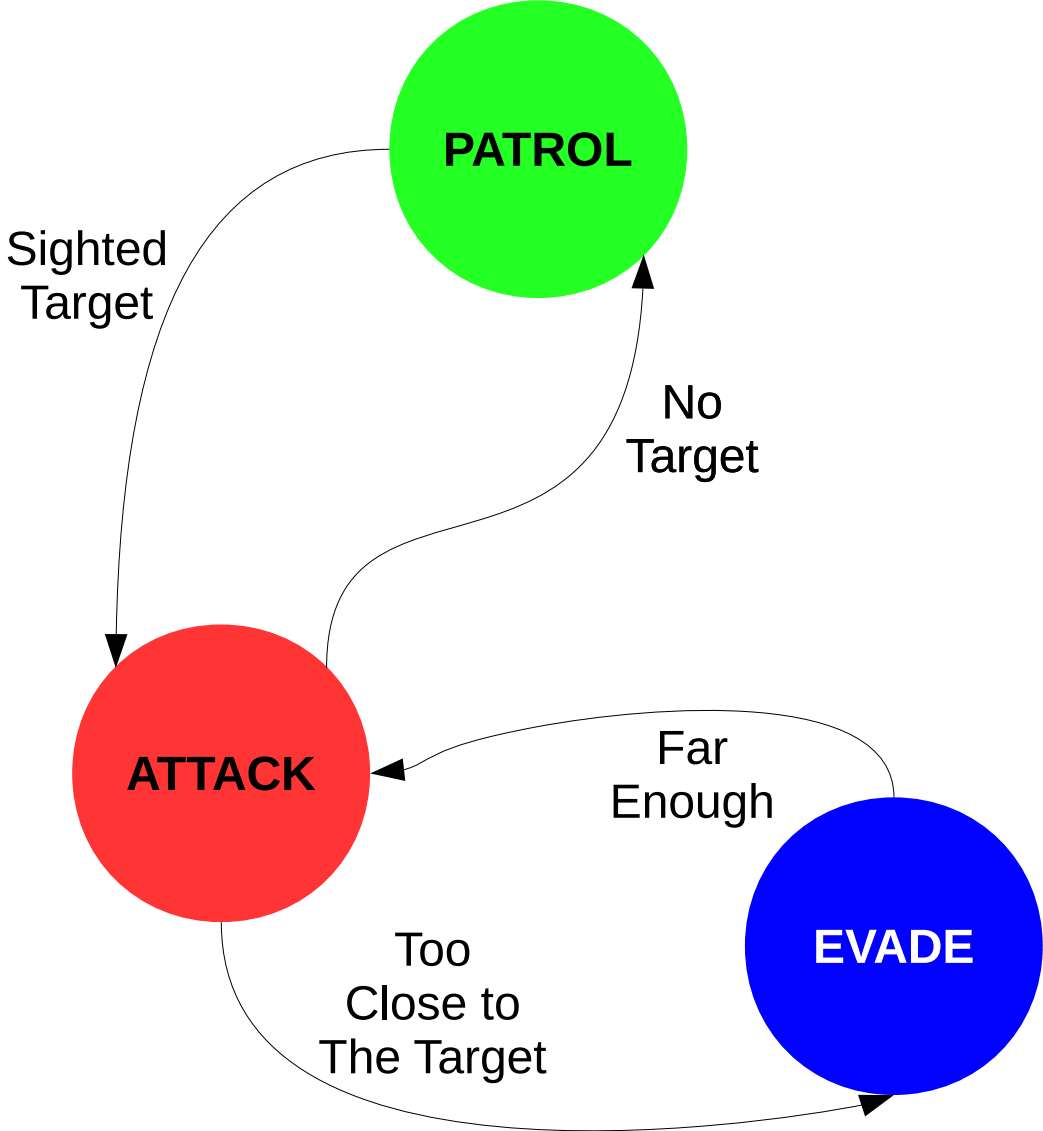 PATROL
Sighted
Target
No
Target
Far
Enough
ATTACK
EVADE
Too
Close to
The Target